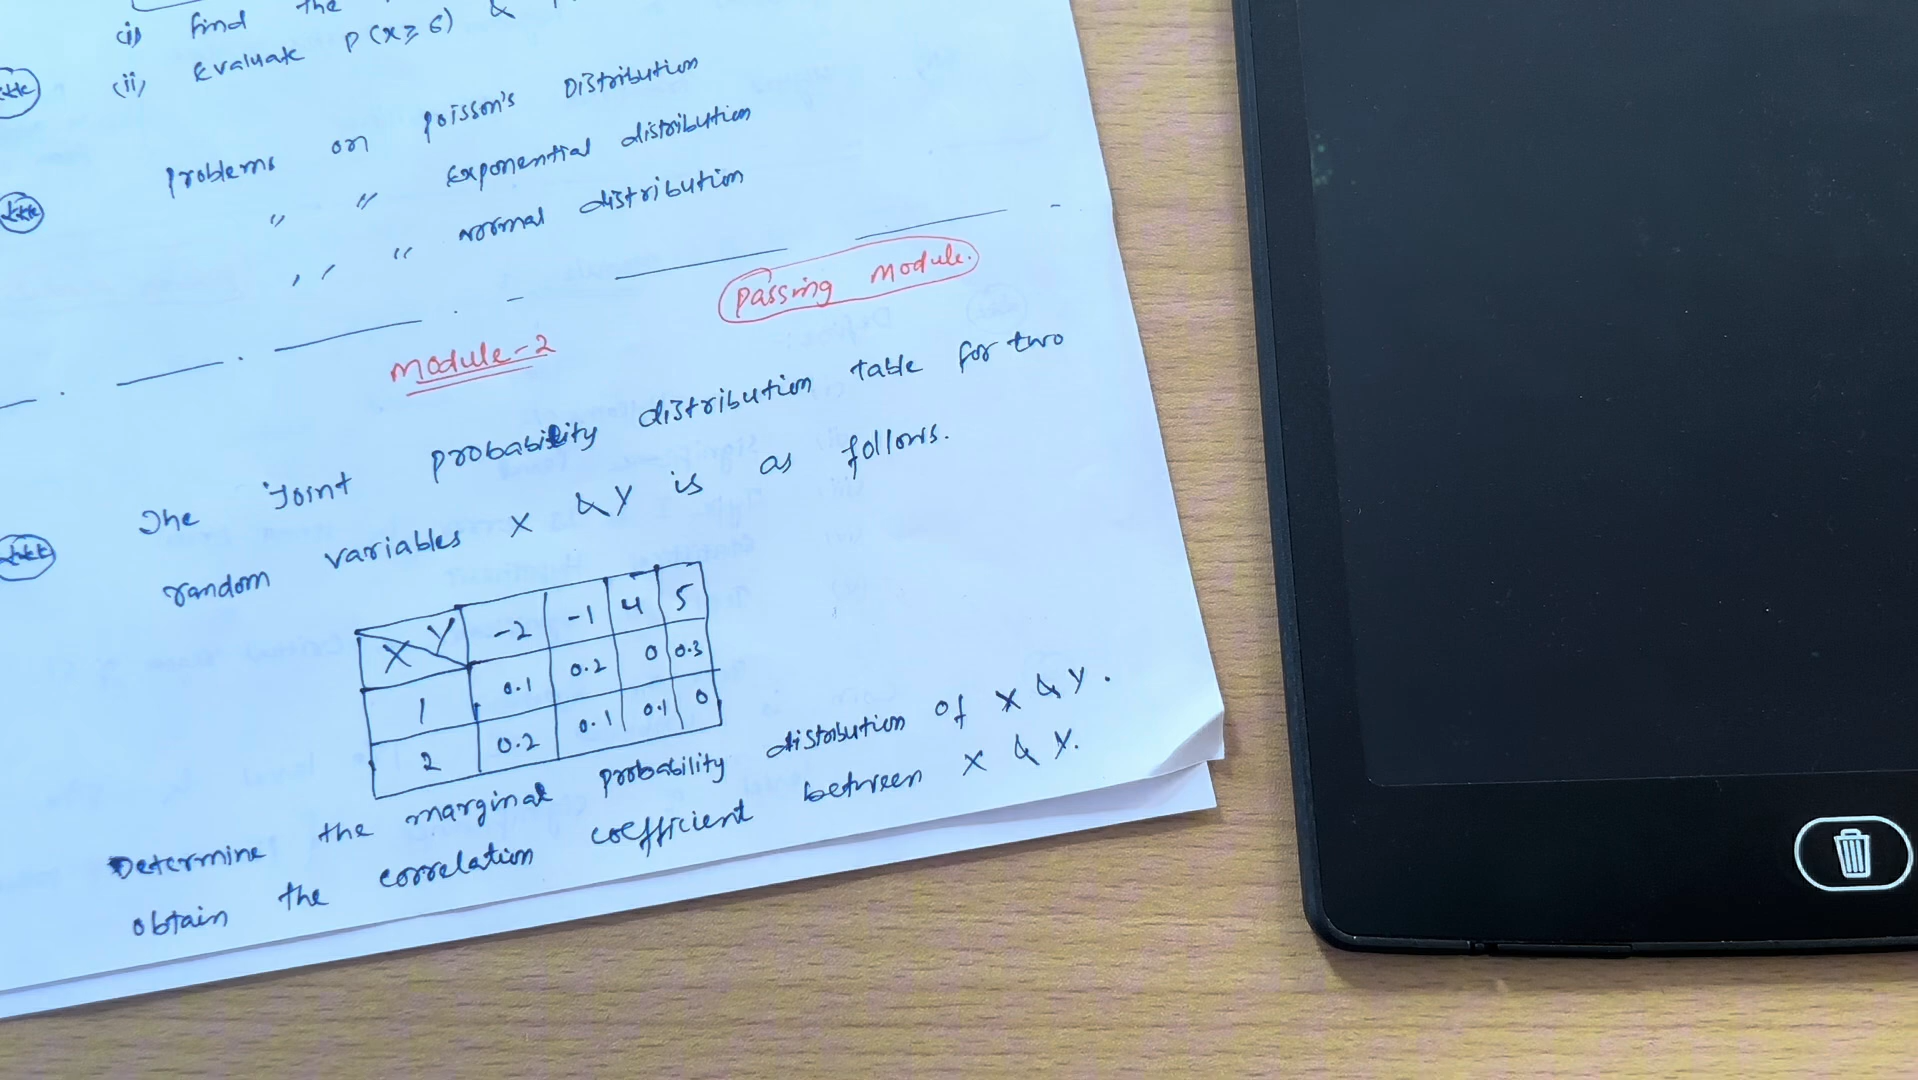 (i) find the
(ii) Evaluate P(X≥6) &
Problems on poisson's Distribution
" " Exponential distribution
" " Normal distribution
Passing Module.
Module-2
The Joint probability distribution table for two
random variables X & Y is as follows.
X Y -2 -1 4 5
1 0.1 0.2 0 0.3
2 0.2 0.1 0.1 0
Determine the marginal probability distribution of X & Y.
obtain the correlation coefficient between X & Y.